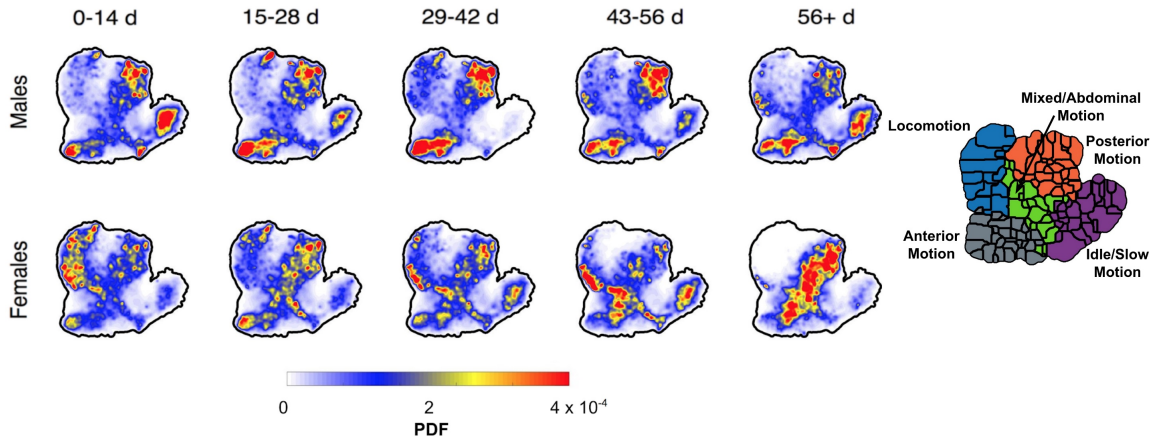 0-14 d
15-28 d
29-42 d
43-56 d
56+ d
Males
Females
Mixed/Abdominal
Motion
Locomotion
Posterior
Motion
Anterior
Motion
Idle/Slow
Motion
0
2
4 x 10⁻⁴
PDF